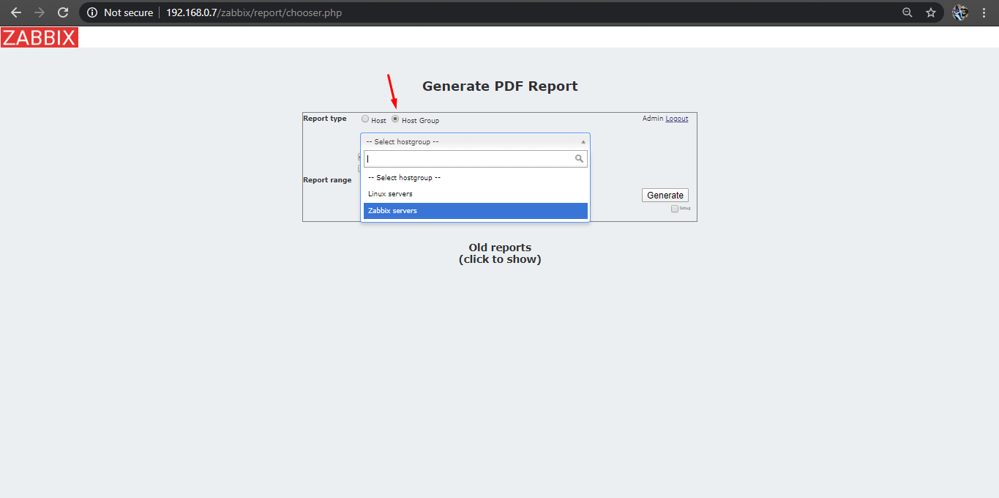 Not secure
192.168.0.7/zabbix/report/chooser.php
ZABBIX
Generate PDF Report
Report type
Host
Host Group
Admin Logout
-- Select hostgroup --
-- Select hostgroup --
Linux servers
Report range
Generate
Zabbix servers
Debug
Old reports
(click to show)